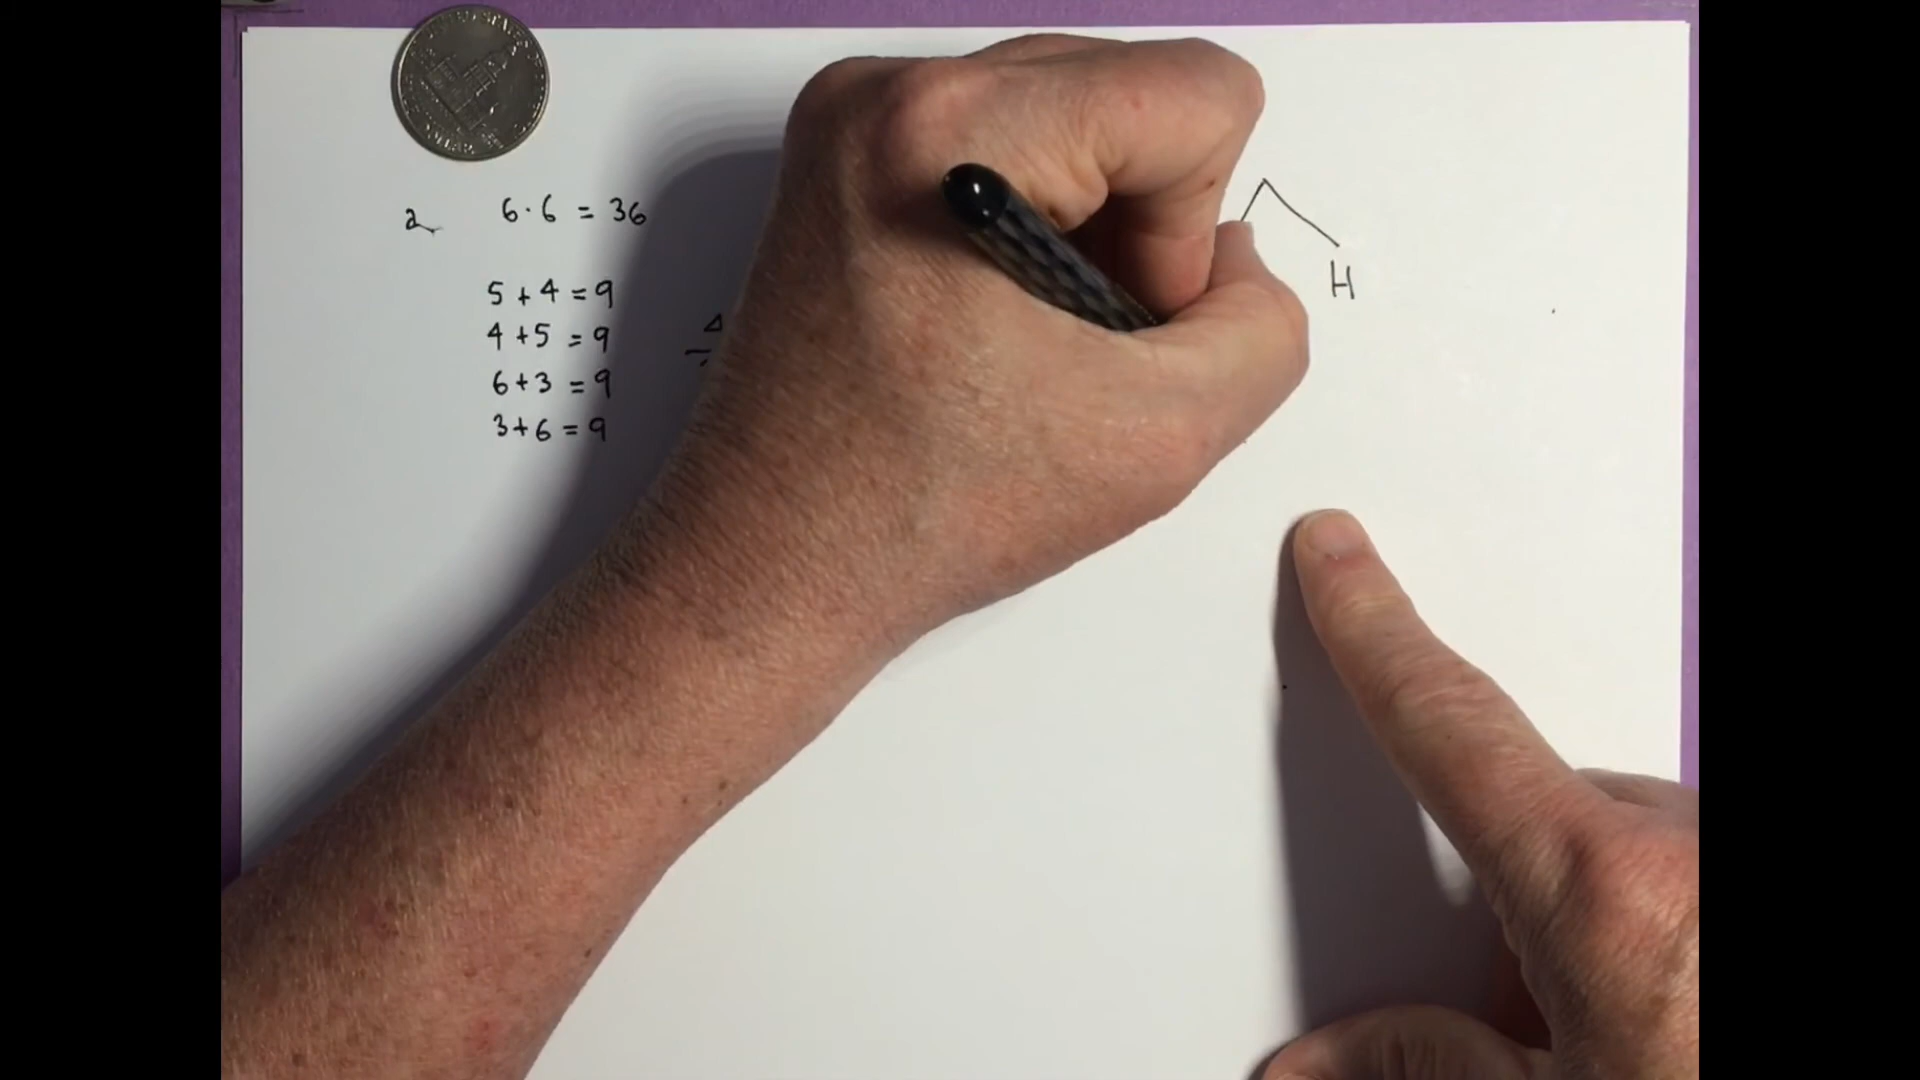 2 6 · 6 = 36
5 + 4 = 9
4 + 5 = 9
6 + 3 = 9
3 + 6 = 9
H